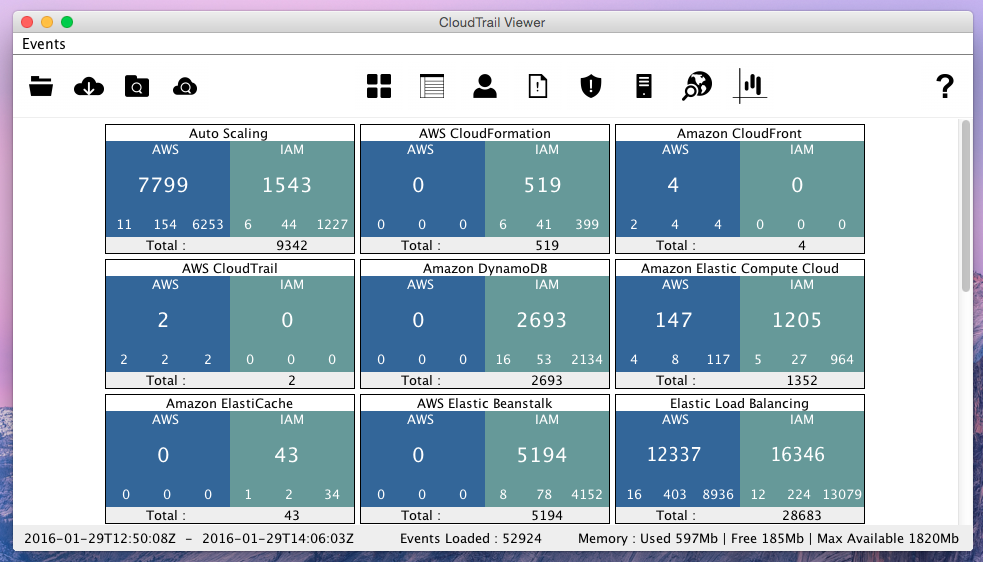 CloudTrail Viewer
Events
?
Auto Scaling AWS CloudFormation Amazon CloudFront
AWS IAM AWS IAM AWS IAM
7799 1543 0 519 4 0
11 154 6253 6 44 1227 0 0 0 6 41 399 2 4 4 0 0 0
Total : 9342 Total : 519 Total : 4
AWS CloudTrail Amazon DynamoDB Amazon Elastic Compute Cloud
AWS IAM AWS IAM AWS IAM
2 0 0 2693 147 1205
2 2 2 0 0 0 0 0 0 16 53 2134 4 8 117 5 27 964
Total : 2 Total : 2693 Total : 1352
Amazon ElastiCache AWS Elastic Beanstalk Elastic Load Balancing
AWS IAM AWS IAM AWS IAM
0 43 0 5194 12337 16346
0 0 0 1 2 34 0 0 0 8 78 4152 16 403 8936 12 224 13079
Total : 43 Total : 5194 Total : 28683
2016-01-29T12:50:08Z - 2016-01-29T14:06:03Z Events Loaded : 52924 Memory : Used 597Mb | Free 185Mb | Max Available 1820Mb